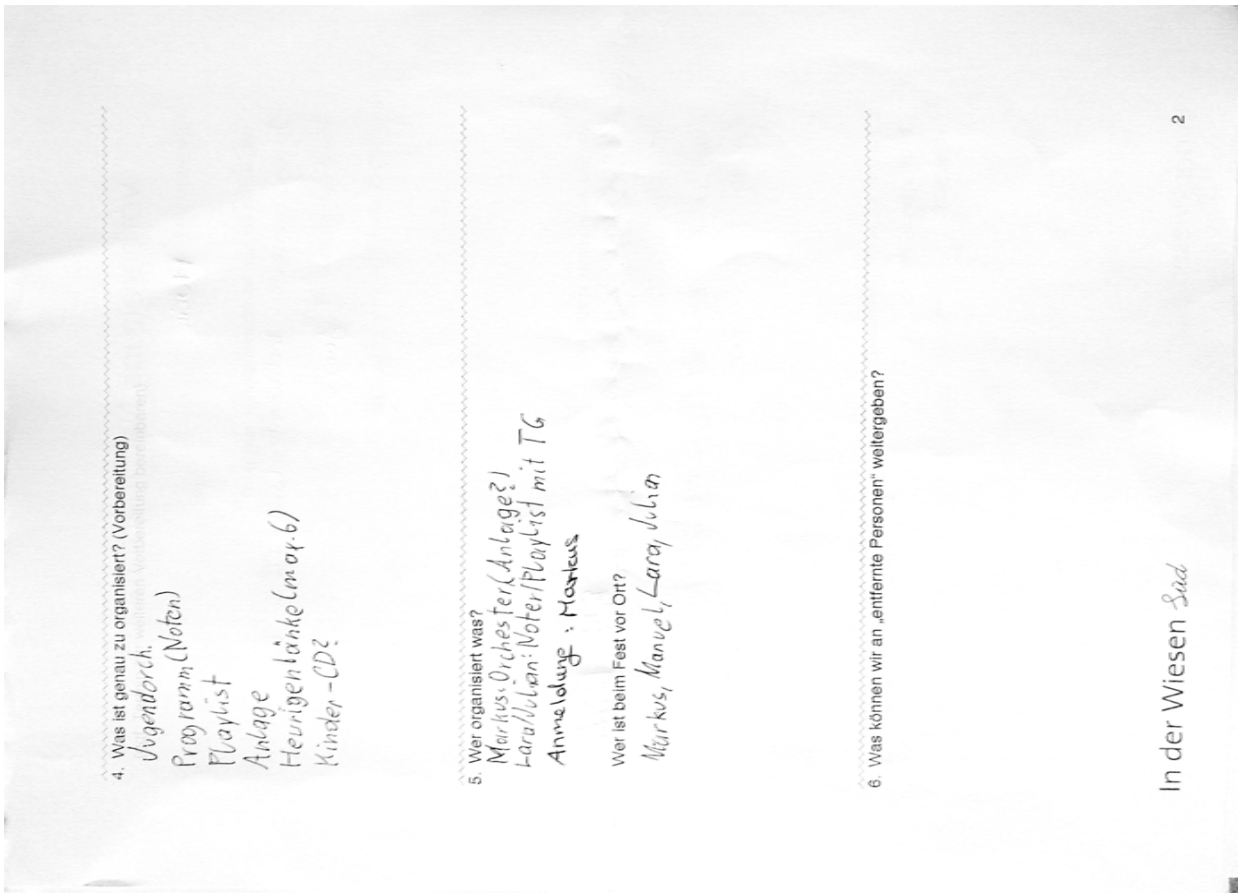 4. Was ist genau zu organisiert? (Vorbereitung)
Jugendorch.
Programm (Noten)
Playlist
Anlage
Heurigenbänke (max. 6)
Kinder-CD?
5. Wer organisiert was?
Markus: Orchester (Anlage?)
Lara/Julian: Noten/Playlist mit TG
Anmeldung: Markus
Wer ist beim Fest vor Ort?
Markus, Manuel, Lara, Julian
6. Was können wir an „entfernte Personen" weitergeben?
In der Wiesen Süd
2